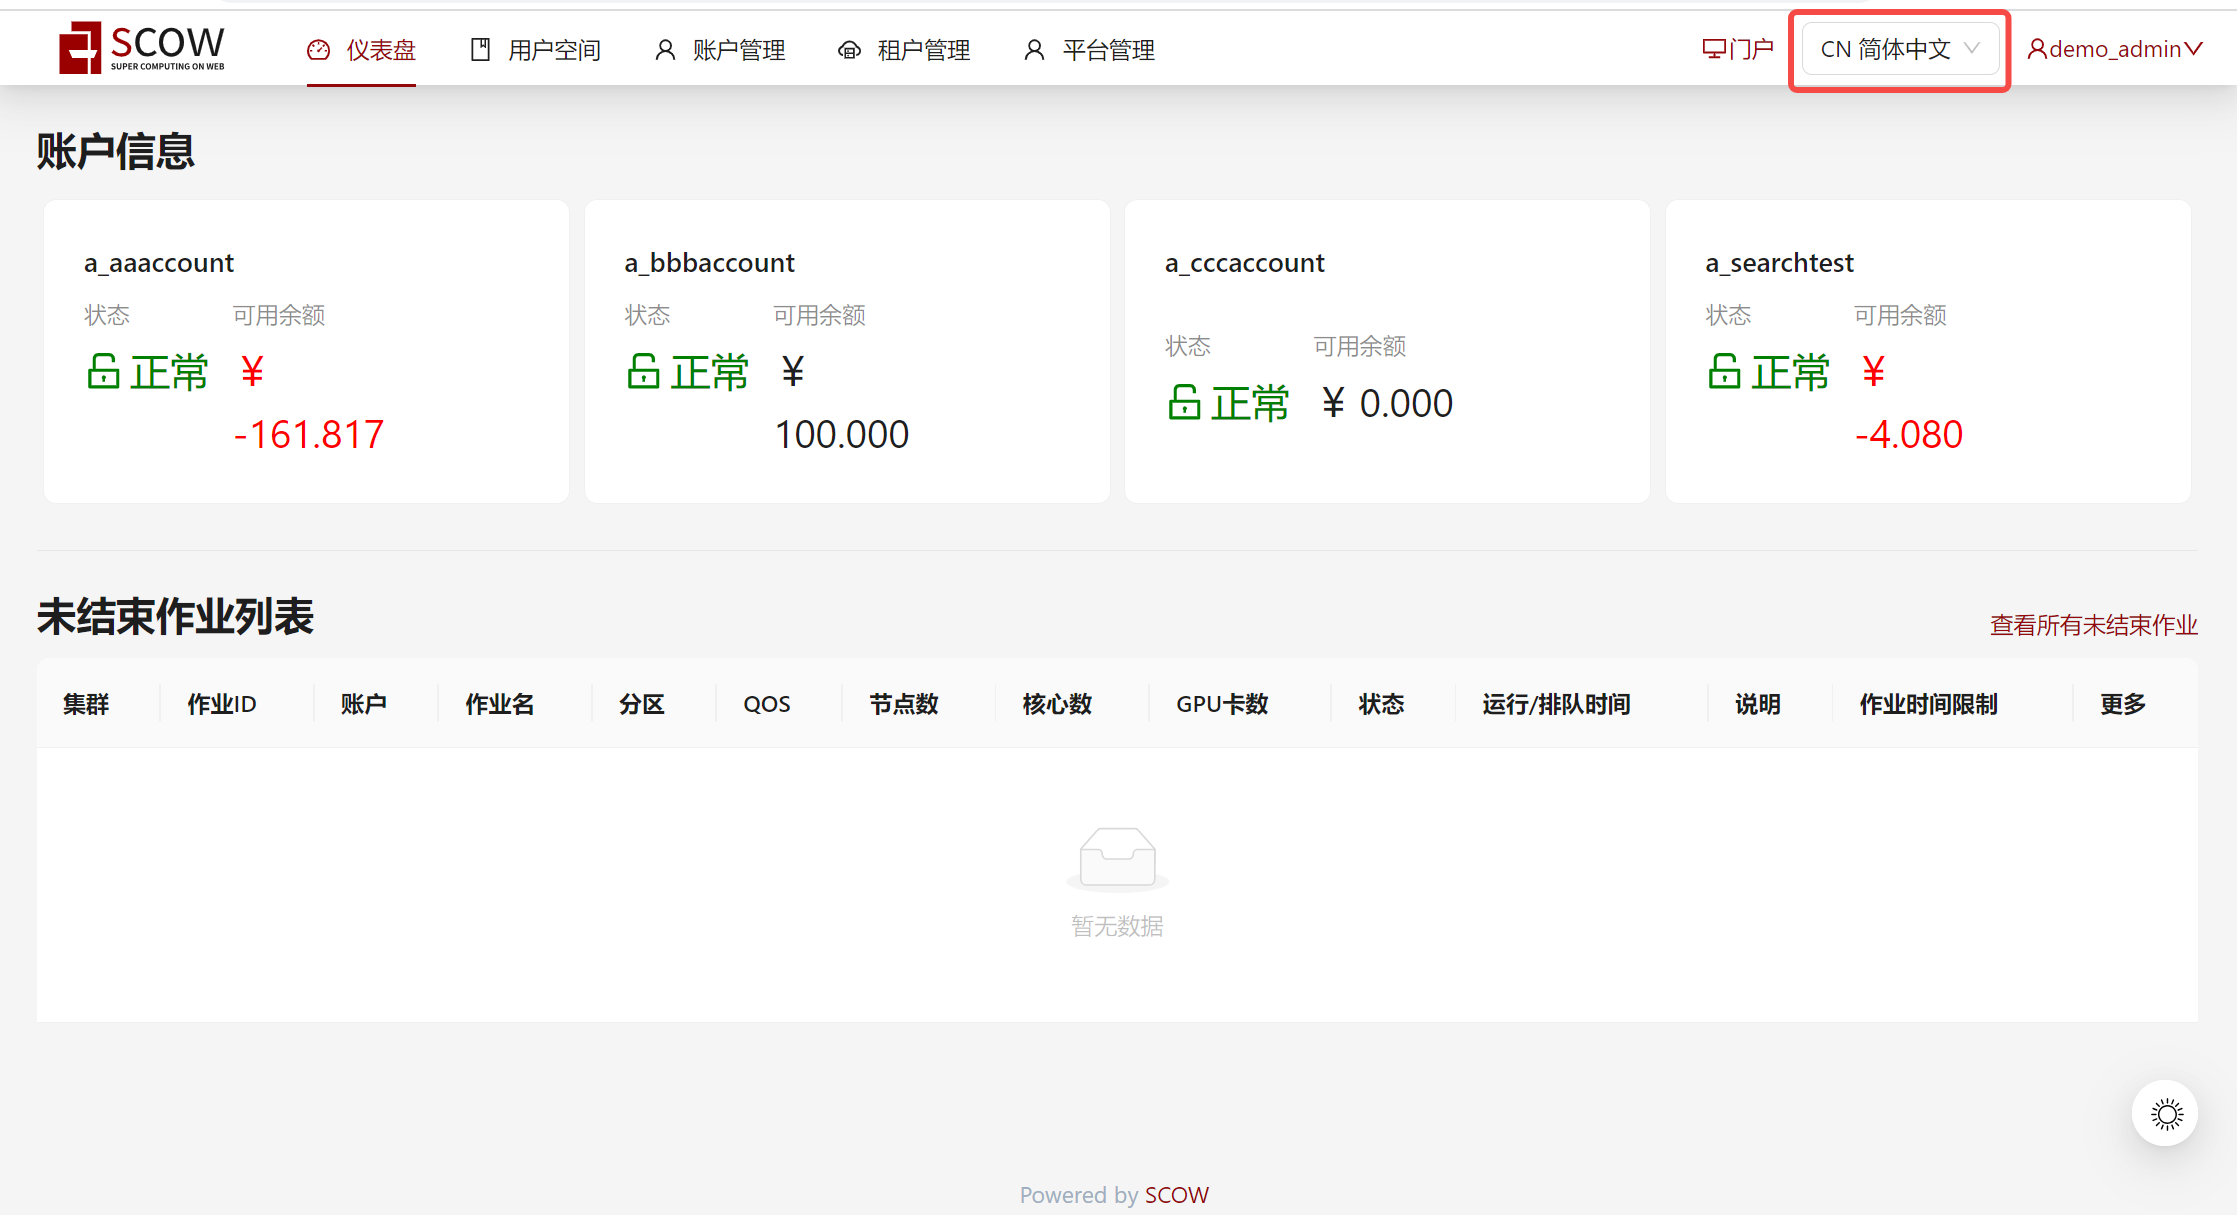 SCOW
SUPER COMPUTING ON WEB
仪表盘
用户空间
账户管理
租户管理
平台管理
门户
CN 简体中文
demo_admin
账户信息
a_aaaccount
状态 可用余额
正常 ¥
-161.817
a_bbbaccount
状态 可用余额
正常 ¥
100.000
a_cccaccount
状态 可用余额
正常 ¥ 0.000
a_searchtest
状态 可用余额
正常 ¥
-4.080
未结束作业列表
查看所有未结束作业
集群 作业ID 账户 作业名 分区 QOS 节点数 核心数 GPU卡数 状态 运行/排队时间 说明 作业时间限制 更多
暂无数据
Powered by SCOW